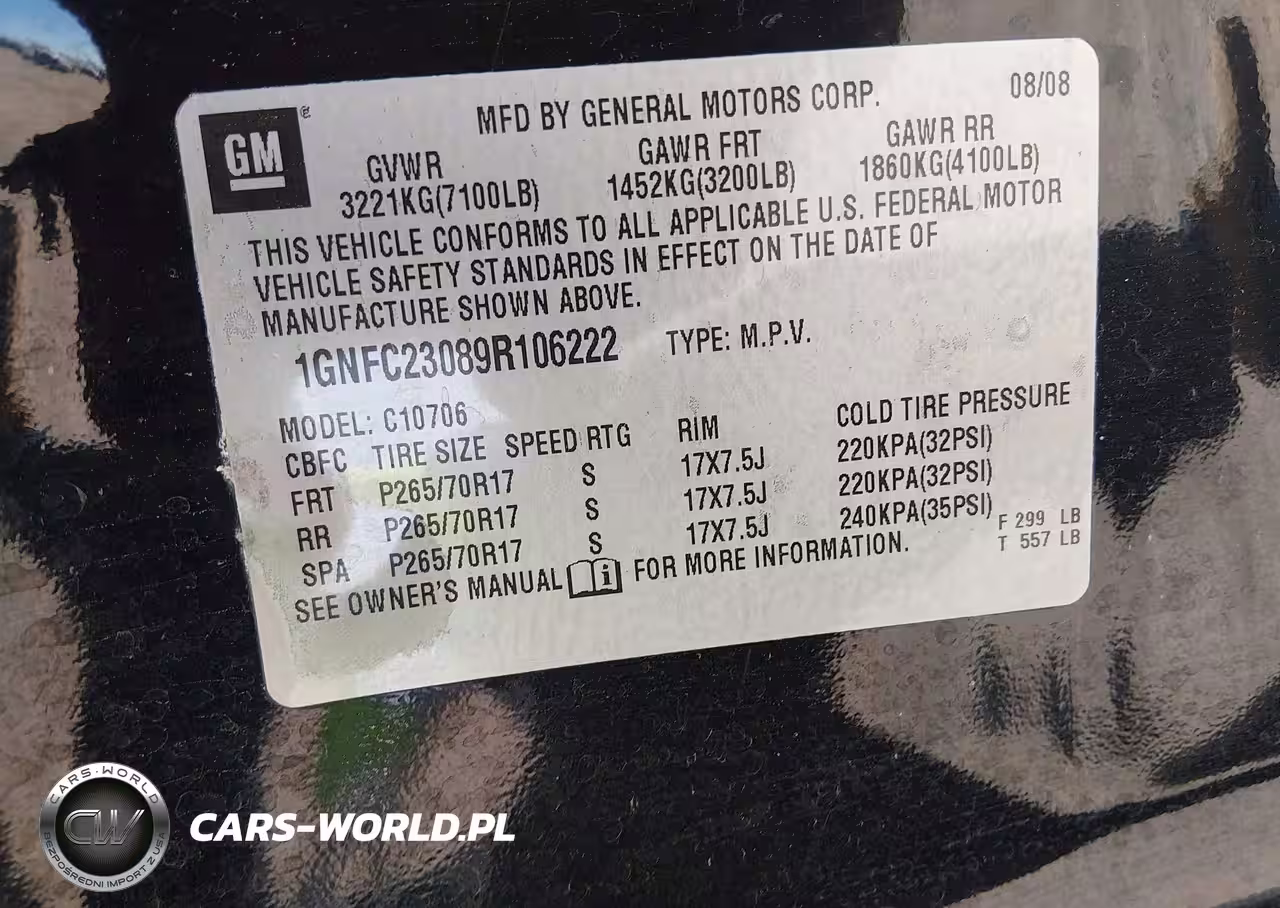 MFD BY GENERAL MOTORS CORP. 08/08
GM
GVWR GAWR FRT GAWR RR
3221KG(7100LB) 1452KG(3200LB) 1860KG(4100LB)
THIS VEHICLE CONFORMS TO ALL APPLICABLE U.S. FEDERAL MOTOR
VEHICLE SAFETY STANDARDS IN EFFECT ON THE DATE OF
MANUFACTURE SHOWN ABOVE.
1GNFC23089R106222 TYPE: M.P.V.
MODEL: C10706
CBFC TIRE SIZE SPEED RTG RIM COLD TIRE PRESSURE
FRT P265/70R17 S 17X7.5J 220KPA(32PSI)
RR P265/70R17 S 17X7.5J 220KPA(32PSI)
SPA P265/70R17 S 17X7.5J 240KPA(35PSI)
F 299 LB
T 557 LB
SEE OWNER'S MANUAL i FOR MORE INFORMATION.
CARS-WORLD
CW
BEZPOŚREDNI IMPORT Z USA
CARS-WORLD.PL